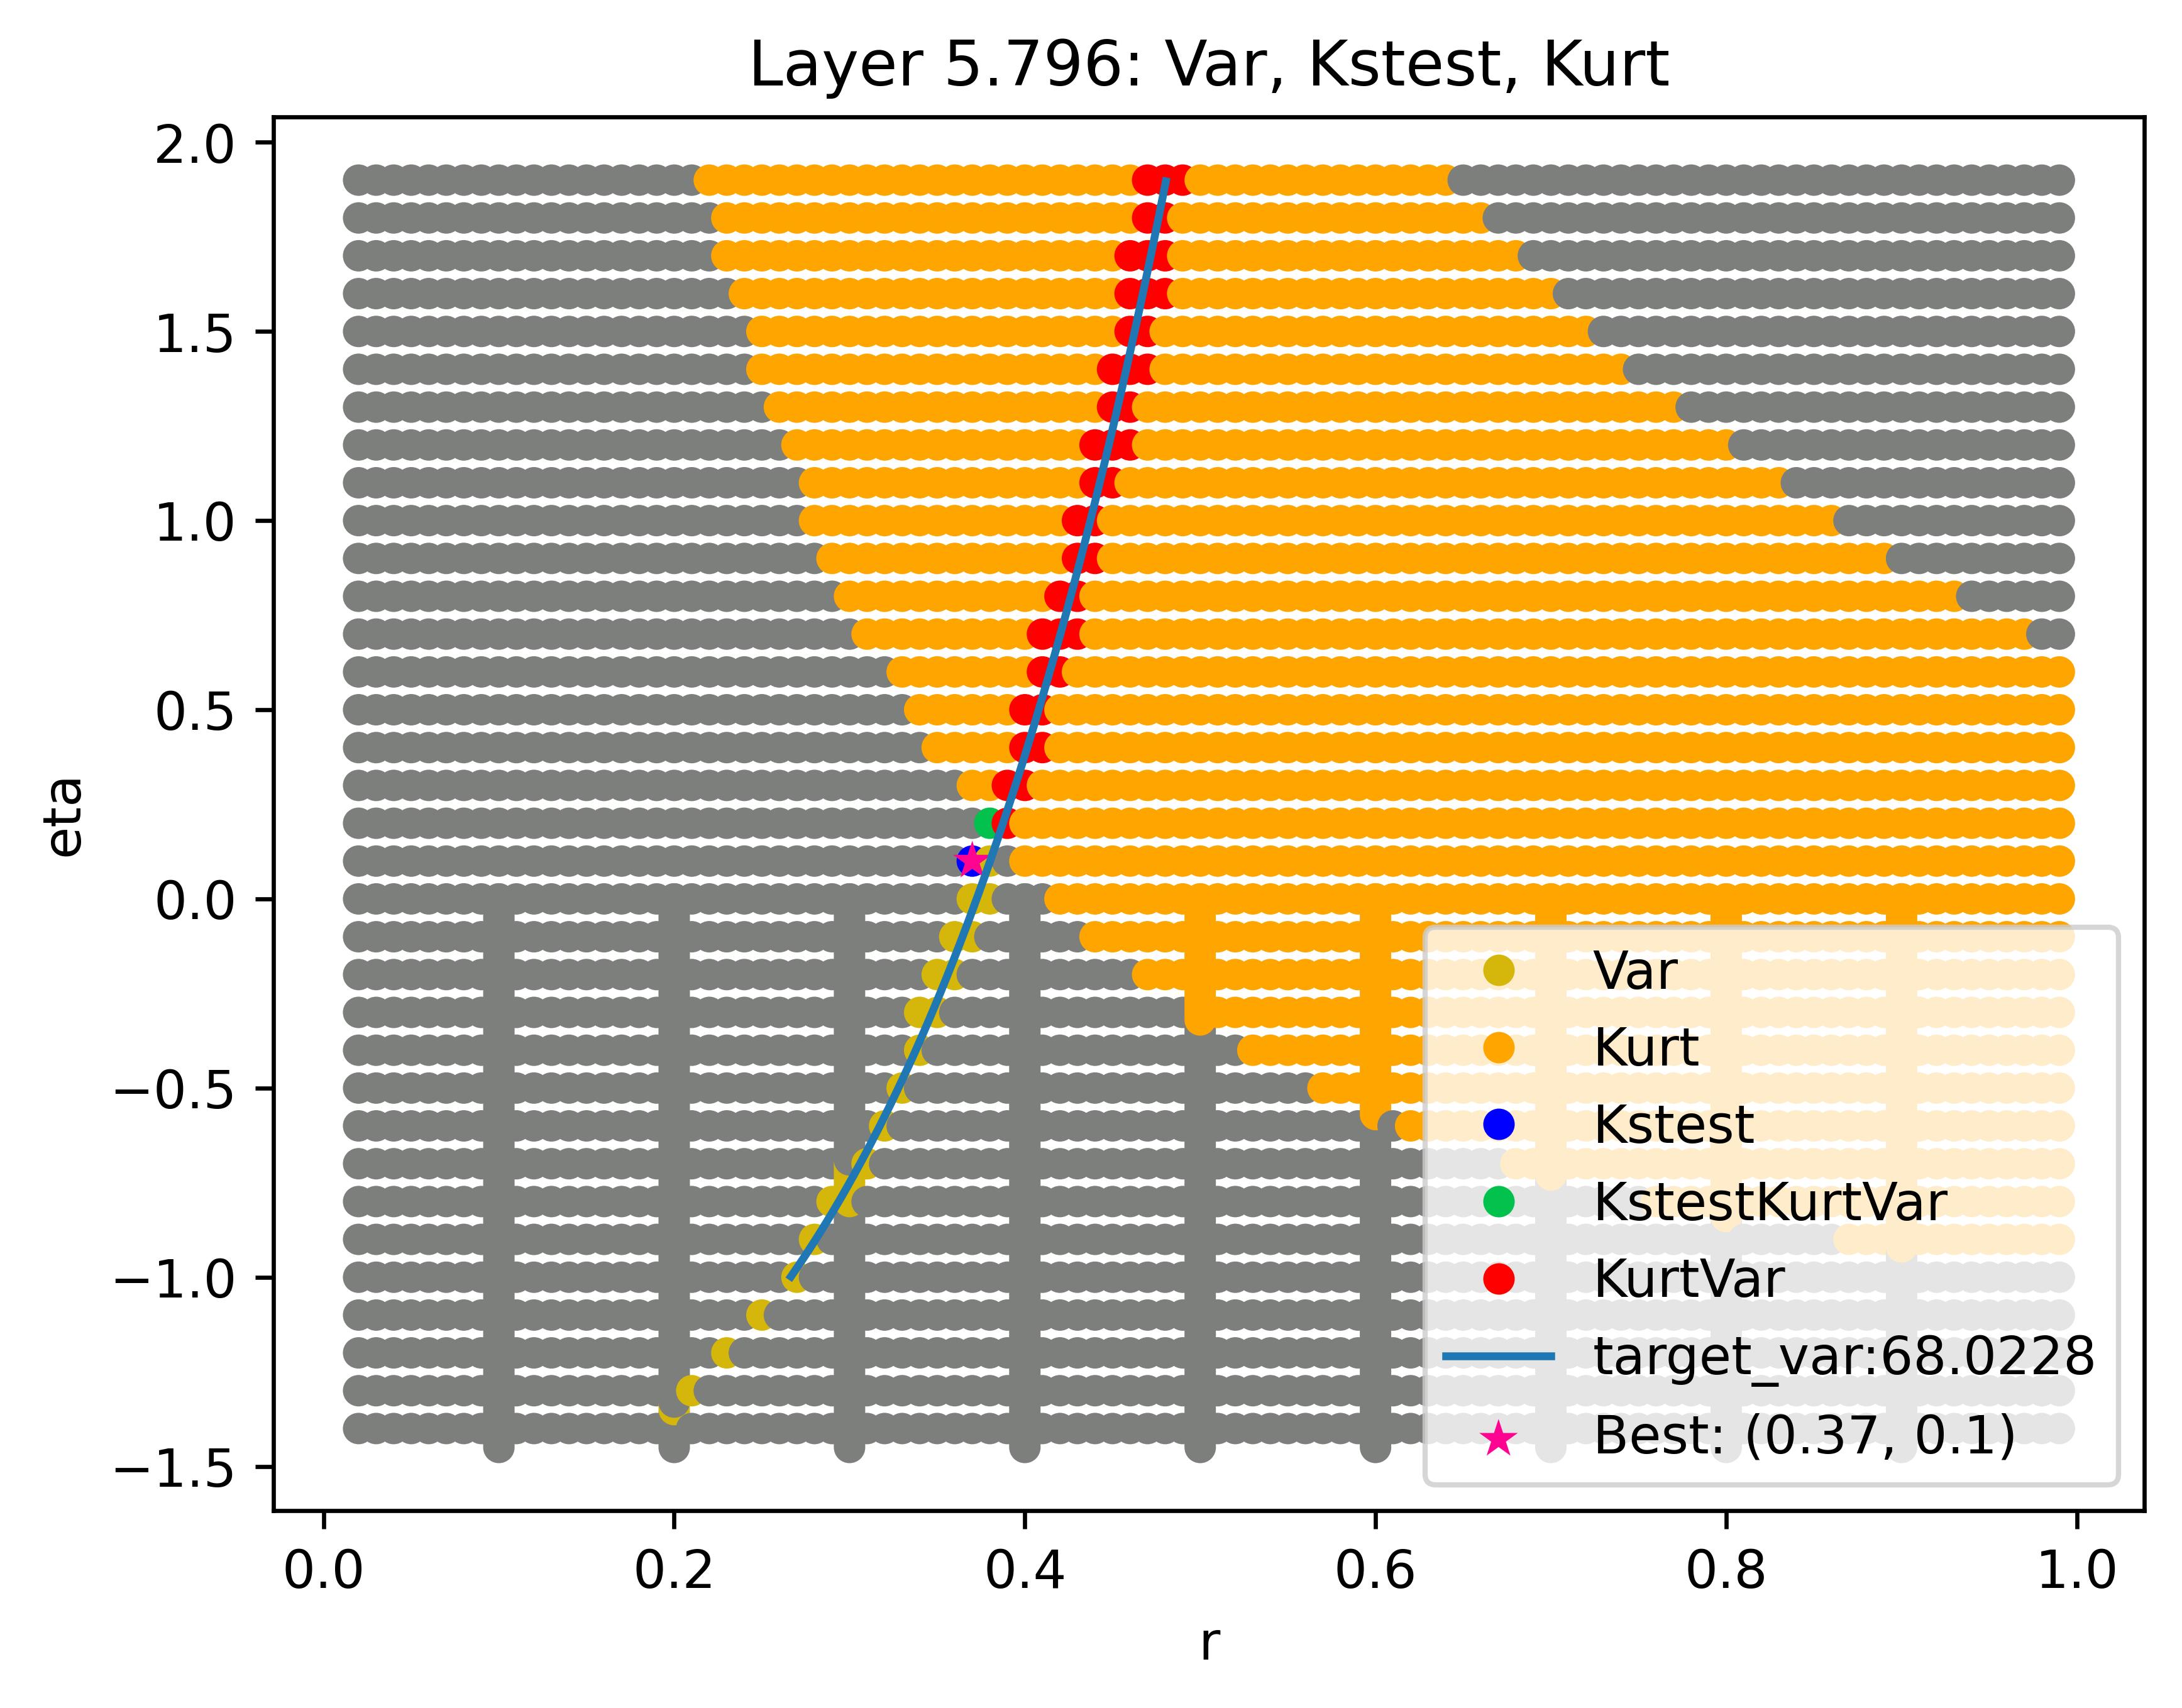 Layer 5.796: Var, Kstest, Kurt
2.0
1.5
1.0
0.5
0.0
−0.5
−1.0
−1.5
eta
Var
Kurt
Kstest
KstestKurtVar
KurtVar
target_var:68.0228
Best: (0.37, 0.1)
0.0 0.2 0.4 0.6 0.8 1.0
r